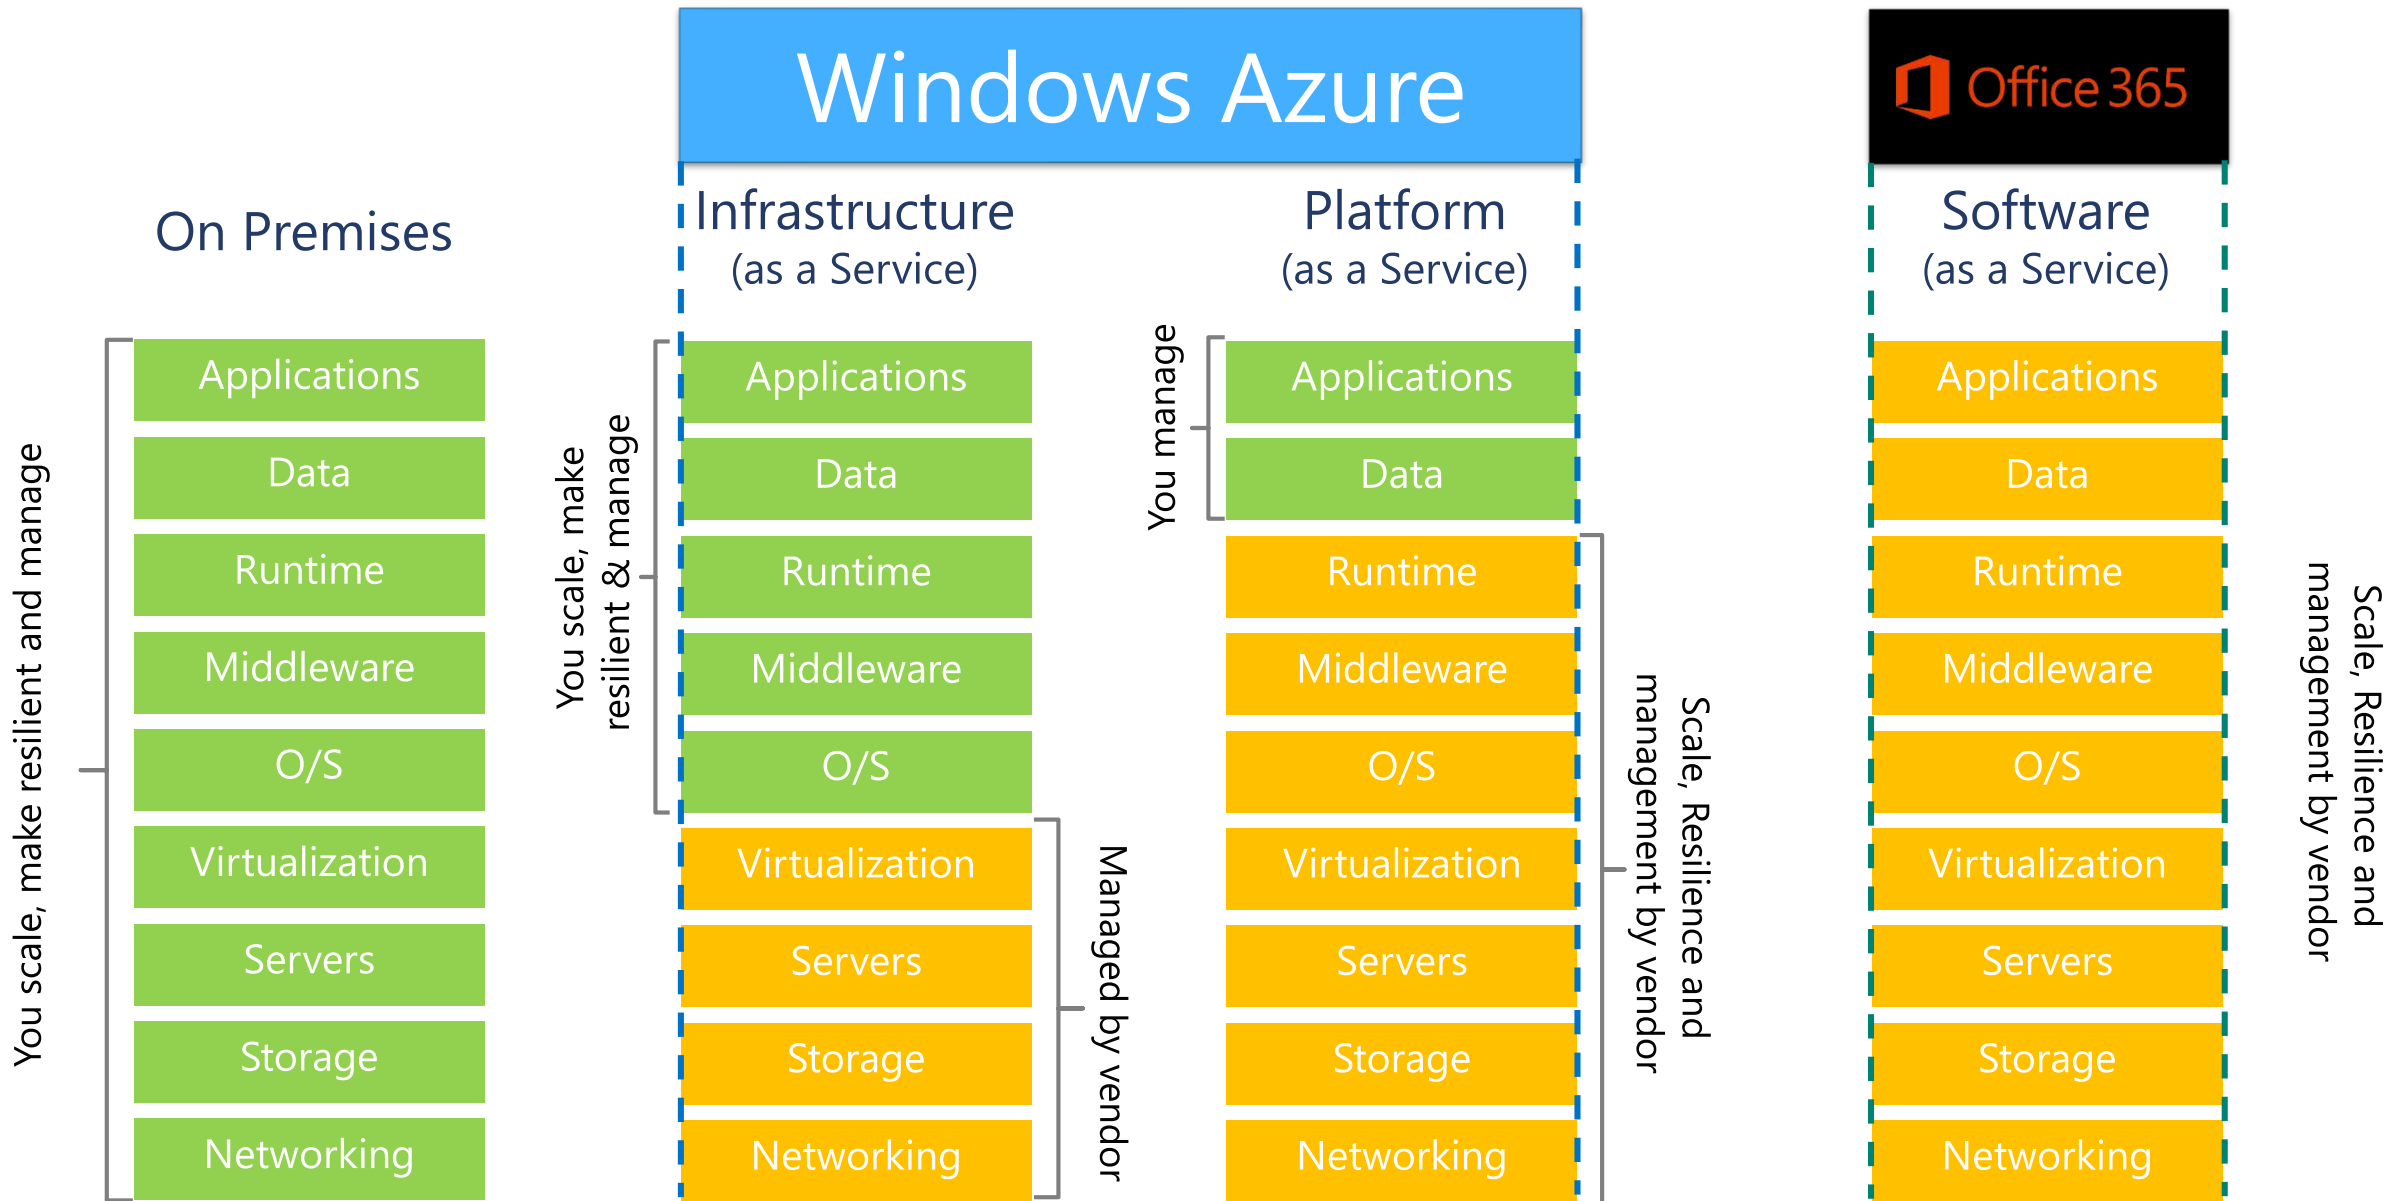 Windows Azure
Office 365
On Premises
Infrastructure
(as a Service)
Platform
(as a Service)
Software
(as a Service)
You scale, make resilient and manage
Applications
Data
Runtime
Middleware
O/S
Virtualization
Servers
Storage
Networking
You scale, make
resilient & manage
Applications
Data
Runtime
Middleware
O/S
Virtualization
Servers
Storage
Networking
Managed by vendor
You manage
Applications
Data
Runtime
Middleware
O/S
Virtualization
Servers
Storage
Networking
Scale, Resilience and
management by vendor
Applications
Data
Runtime
Middleware
O/S
Virtualization
Servers
Storage
Networking
Scale, Resilience and
management by vendor